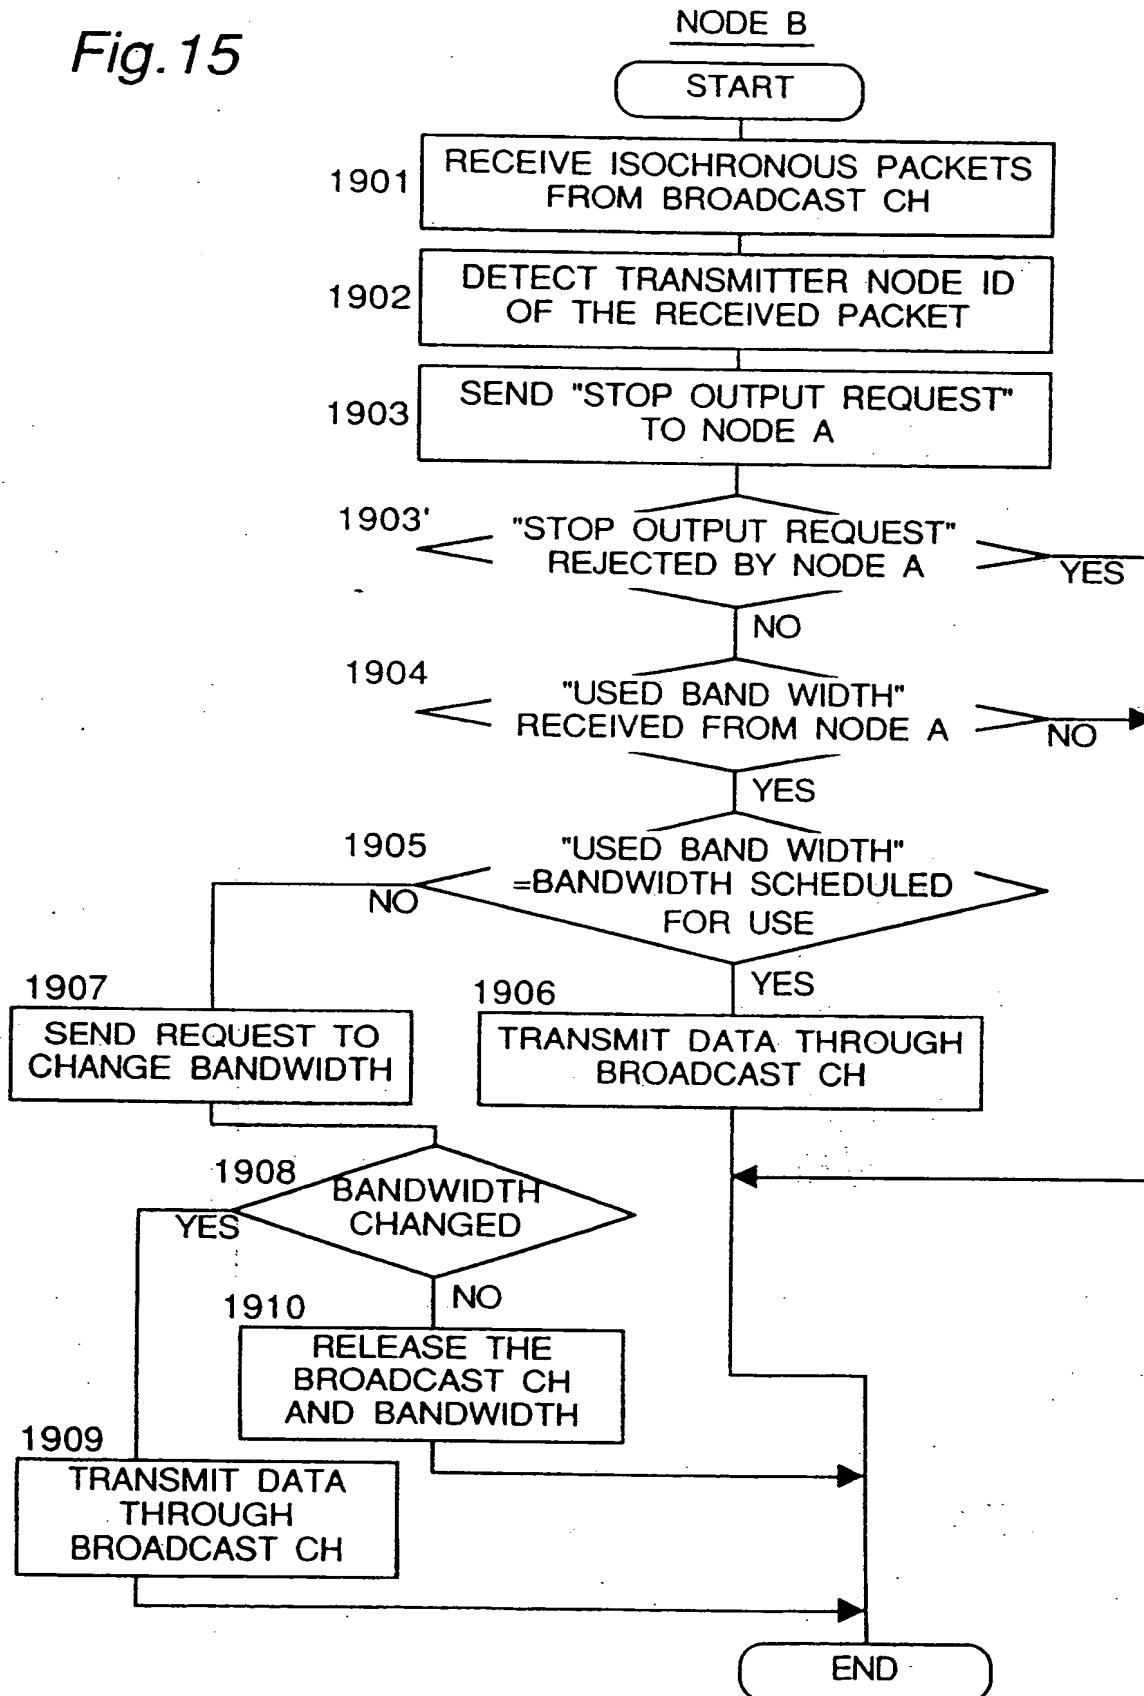 Fig.15
NODE B
START
1901
RECEIVE ISOCHRONOUS PACKETS
FROM BROADCAST CH
1902
DETECT TRANSMITTER NODE ID
OF THE RECEIVED PACKET
1903
SEND "STOP OUTPUT REQUEST"
TO NODE A
1903'
"STOP OUTPUT REQUEST"
REJECTED BY NODE A
YES
NO
1904
"USED BAND WIDTH"
RECEIVED FROM NODE A
NO
YES
1905
"USED BAND WIDTH"
=BANDWIDTH SCHEDULED
FOR USE
NO
YES
1907
SEND REQUEST TO
CHANGE BANDWIDTH
1906
TRANSMIT DATA THROUGH
BROADCAST CH
1908
BANDWIDTH
CHANGED
YES
NO
1910
RELEASE THE
BROADCAST CH
AND BANDWIDTH
1909
TRANSMIT DATA
THROUGH
BROADCAST CH
END